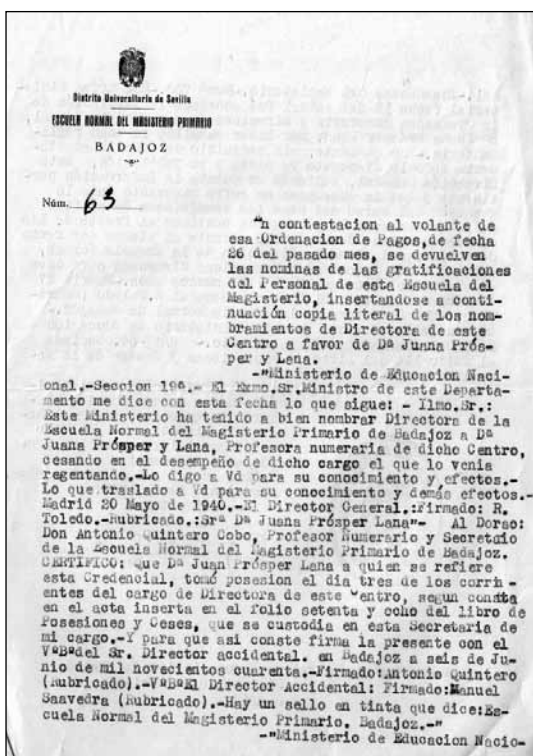 Distrito Universitario de Sevilla
ESCUELA NORMAL DEL MAGISTERIO PRIMARIO
BADAJOZ
Núm. 63
"n contestacion al volante de
esa Ordenacion de Pagos,de fecha
26 del pasado mes, se devuelven
las nominas de las gratificaciones
del Personal de esta Escuela del
Magisterio, insertandose a conti-
nuación copia literal de los nom-
bramientos de Directora de este
Centro a favor de Dª Juana Prós-
per y Lana.
-"Ministerio de Educacion Naci-
onal.-Seccion 19ª.- El Exmo.Sr.Ministro de este Departa-
mento me dice con esta fecha lo que sigue: - Ilmo.Sr.:
Este Ministerio ha tenido a bien nombrar Directora de la
Escuela Normal del Magisterio Primario de Badajoz a Dª
Juana Prósper y Lana, Profesora numeraria de dicho Centro,
cesando en el desempeño de dicho cargo el que lo venia
regentando.-Lo digo a Vd para su conocimiento y efectos.-
Lo que traslado a Vd para su conocimiento y demás efectos.-
Madrid 20 Mayo de 1940.-El Director General.:Firmado: R.
Toledo.-Rubricado.:Srª Dª Juana Prósper Lana"- Al Dorso:
Don Antonio Quintero Cobo, Profesor Numerario y Secretaio
de la Escuela Normal del Magisterio Primario de Badajoz.
CERTIFICO: que Dª Juan Prósper Lana a quien se refiere
esta Credencial, tomó posesion el dia tres de los corrin -
entes del cargo de Directora de este Centro, segun consta
en el acta inserta en el folio setenta y ocho del libro de
Posesiones y Ceses, que se custodia en esta Secretaria de
mi cargo.-Y para que asi conste firma la presente con el
VªBªdel Sr. Director accidental. en Badajoz a seis de Ju-
nio de mil novecientos cuarenta.-Firmado:Antonio Quintero
(Rubricado).-VªBªEl Director Accidental: Firmado:Manuel
Saavedra (Rubricado).-Hay un sello en tinta que dice:Es-
cuela Normal del Magisterio Primario. Badajoz.-"
-"Ministerio de Educacion Nacio-